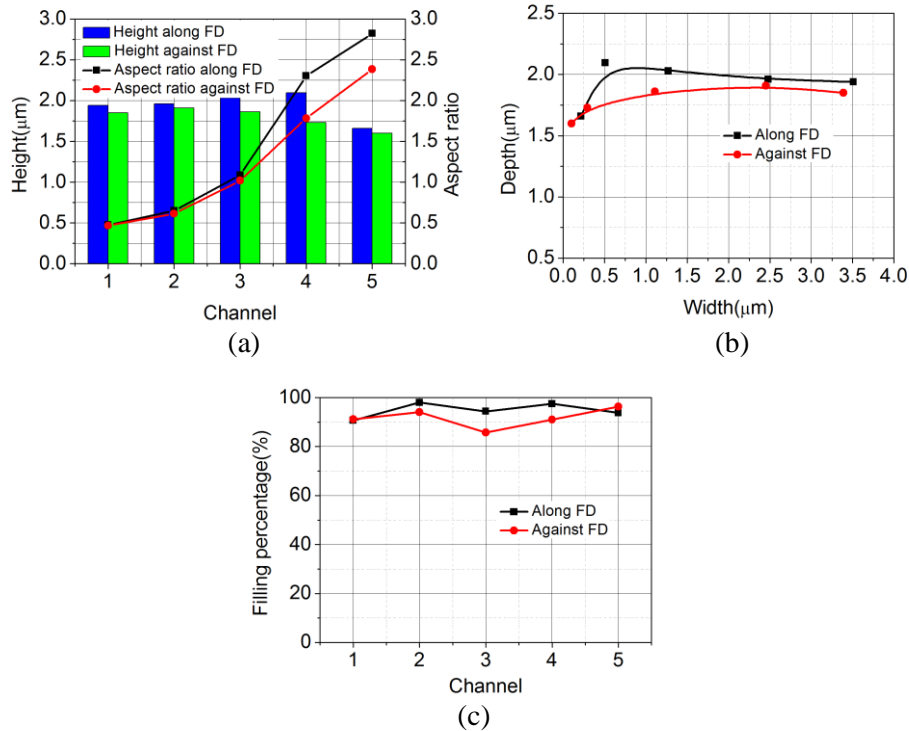 3.0
2.5
2.0
1.5
1.0
0.5
0.0
Height(μm)
Height along FD
Height against FD
Aspect ratio along FD
Aspect ratio against FD
3.0
2.5
2.0
1.5
1.0
0.5
0.0
Aspect ratio
1 2 3 4 5
Channel
(a)
2.5
2.0
1.5
1.0
0.5
Depth(μm)
Along FD
Against FD
0.0 0.5 1.0 1.5 2.0 2.5 3.0 3.5 4.0
Width(μm)
(b)
100
80
60
40
20
0
Filling percentage(%)
Along FD
Against FD
1 2 3 4 5
Channel
(c)